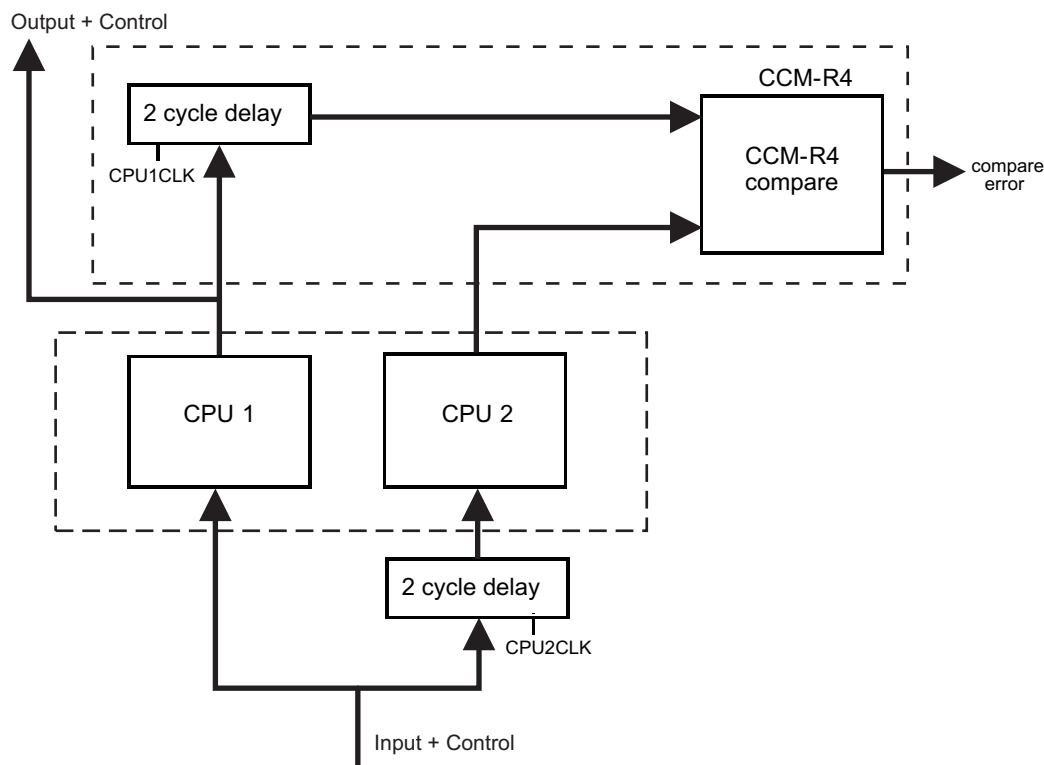 Output + Control
CCM-R4
2 cycle delay
CPU1CLK
CCM-R4
compare
compare
error
CPU 1
CPU 2
2 cycle delay
CPU2CLK
Input + Control